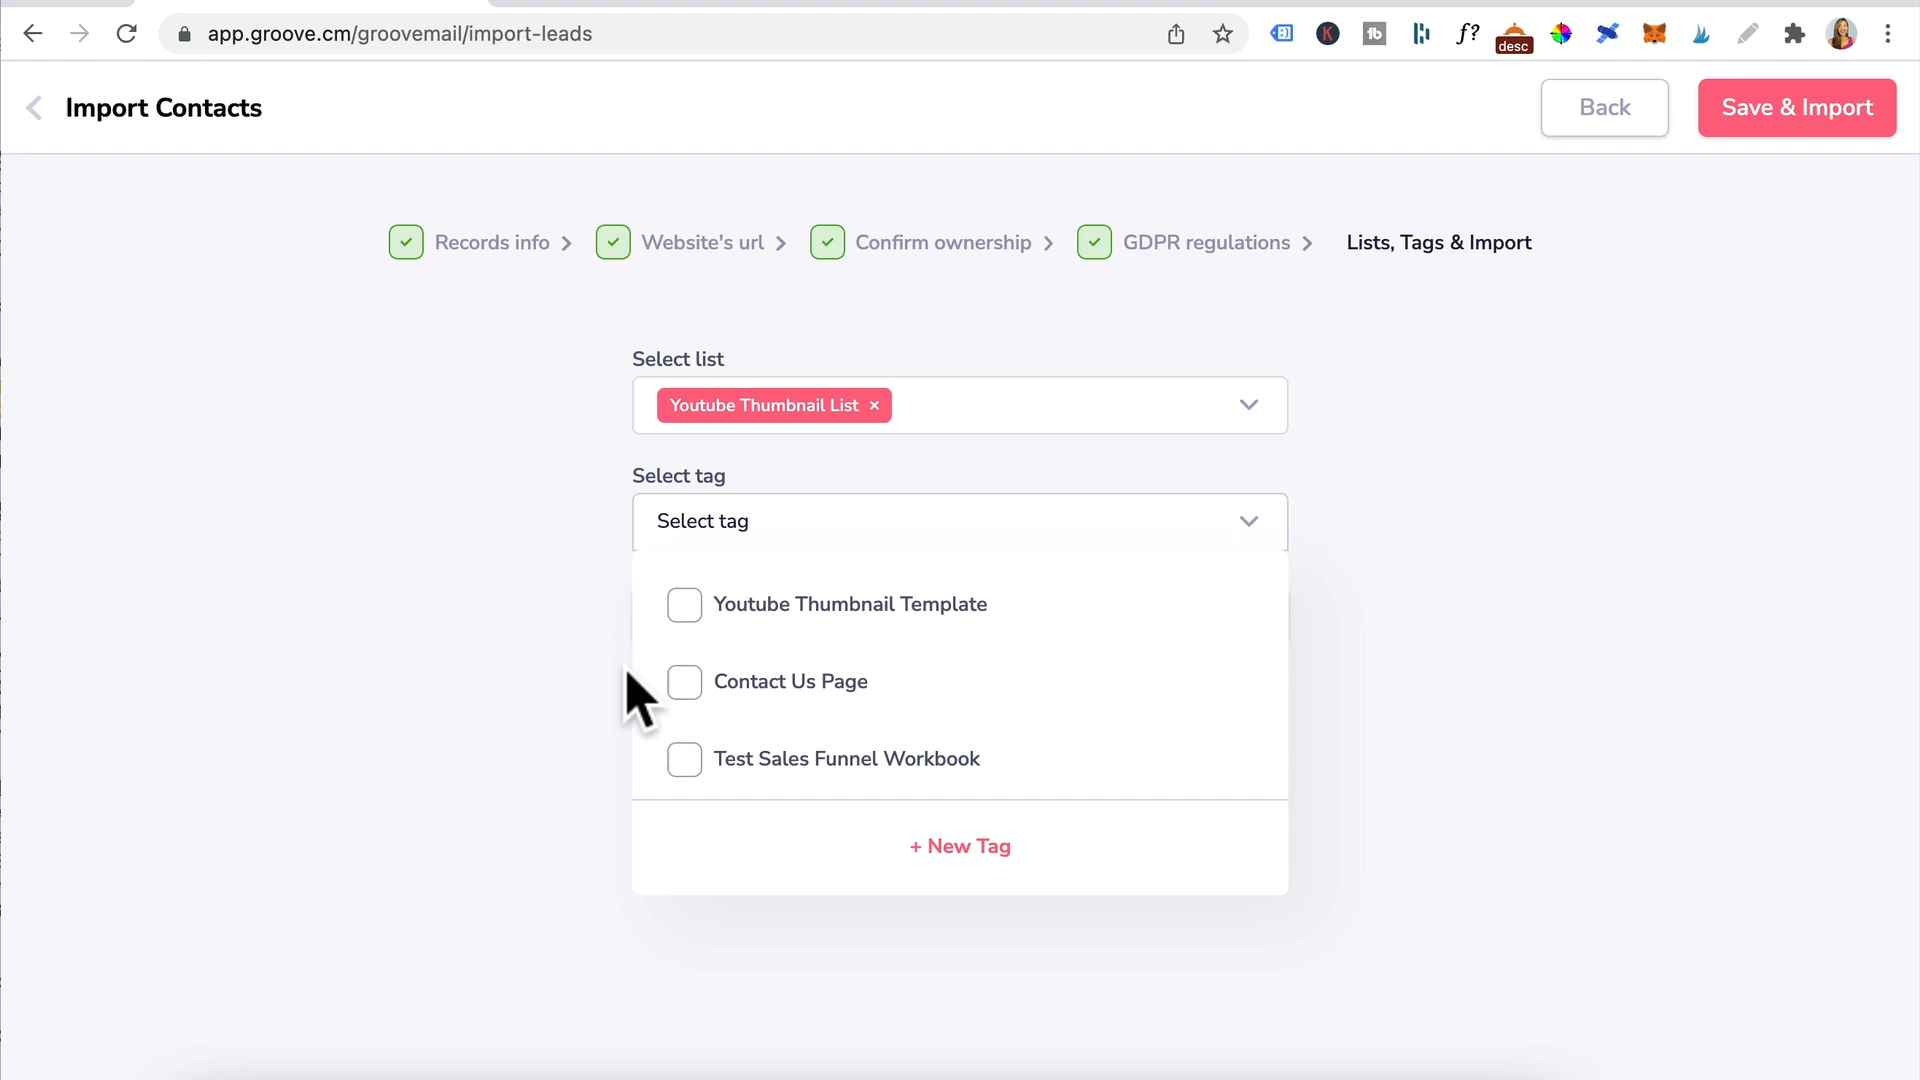 app.groove.cm/groovemail/import-leads
K
tb
f?
desc
Import Contacts
Back
Save & Import
Records info
Website's url
Confirm ownership
GDPR regulations
Lists, Tags & Import
Select list
Youtube Thumbnail List ×
Select tag
Select tag
Youtube Thumbnail Template
Contact Us Page
Test Sales Funnel Workbook
+ New Tag